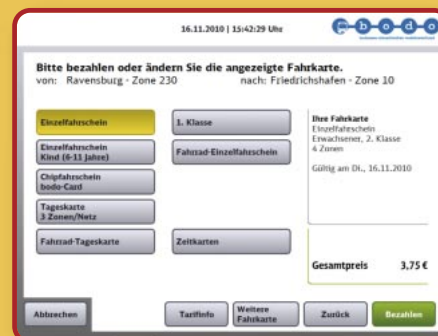 16.11.2010 | 15:42:29 Uhr
bodo
Bitte bezahlen oder ändern Sie die angezeigte Fahrkarte.
von: Ravensburg - Zone 230 nach: Friedrichshafen - Zone 10
Einzelfahrschein
Einzelfahrschein
Kind (6-11 Jahre)
Chipfahrschein
bodo-Card
Tageskarte
3 Zonen/Netz
Fahrrad-Tageskarte
1. Klasse
Fahrrad-Einzelfahrschein
Zeitkarten
Ihre Fahrkarte
Einzelfahrschein
Erwachsener, 2. Klasse
4 Zonen
Gültig am Di., 16.11.2010
Gesamtpreis 3,75 €
Abbrechen
Tarifinfo
Weitere
Fahrkarte
Zurück
Bezahlen